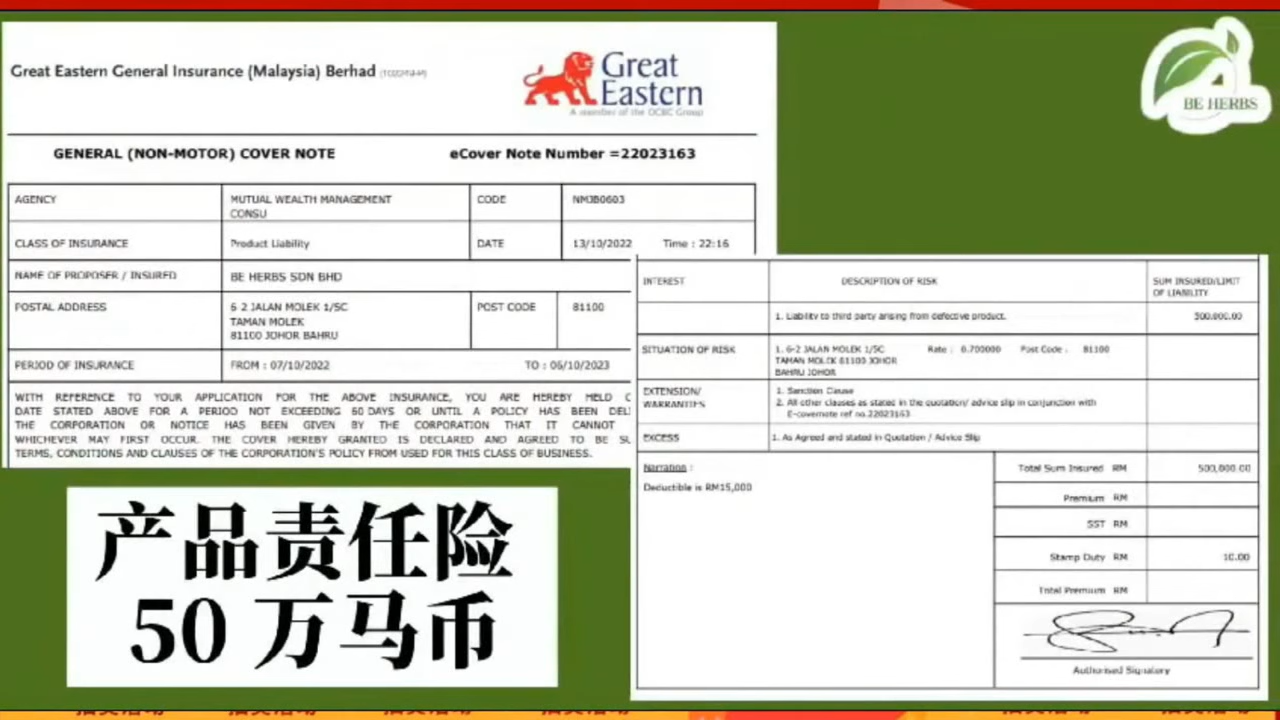 Great Eastern General Insurance (Malaysia) Berhad
Great
Eastern
A member of the OCBC Group
BE HERBS
GENERAL (NON-MOTOR) COVER NOTE
eCover Note Number =22023163
AGENCY
MUTUAL WEALTH MANAGEMENT
CONSU
CODE
NMJB0603
CLASS OF INSURANCE
Product Liability
DATE
13/10/2022 Time : 22:16
NAME OF PROPOSER / INSURED
BE HERBS SDN BHD
POSTAL ADDRESS
6-2 JALAN MOLEK 1/5C
TAMAN MOLEK
81100 JOHOR BAHRU
POST CODE
81100
PERIOD OF INSURANCE
FROM : 07/10/2022
TO : 06/10/2023
WITH REFERENCE TO YOUR APPLICATION FOR THE ABOVE INSURANCE, YOU ARE HEREBY HELD
DATE STATED ABOVE FOR A PERIOD NOT EXCEEDING 60 DAYS OR UNTIL A POLICY HAS BEEN
THE CORPORATION OR NOTICE HAS BEEN GIVEN BY THE CORPORATION THAT IT CANNOT
WHICHEVER MAY FIRST OCCUR. THE COVER HEREBY GRANTED IS DECLARED AND AGREED TO BE
TERMS, CONDITIONS AND CLAUSES OF THE CORPORATION'S POLICY FROM USED FOR THIS CLASS OF BUSINESS.
INTEREST
DESCRIPTION OF RISK
SUM INSURED/LIMIT
OF LIABILITY
1. Liability to third party arising from defective product.
500,000.00
SITUATION OF RISK
1. 6-2 JALAN MOLEK 1/5C Rate : 0.700000 Post Code : 81100
TAMAN MOLEK 81100 JOHOR
BAHRU JOHOR
EXTENSION/
WARRANTIES
1. Sanction Clause
2. All other clauses as stated in the quotation/ advice slip in conjunction with
E-covernote ref no.22023163
EXCESS
1. As Agreed and stated in Quotation / Advice Slip
Narration :
Deductible is RM15,000
Total Sum Insured RM
500,000.00
Premium RM
SST RM
Stamp Duty RM
10.00
Total Premium RM
Authorised Signatory
产品责任险
50 万马币